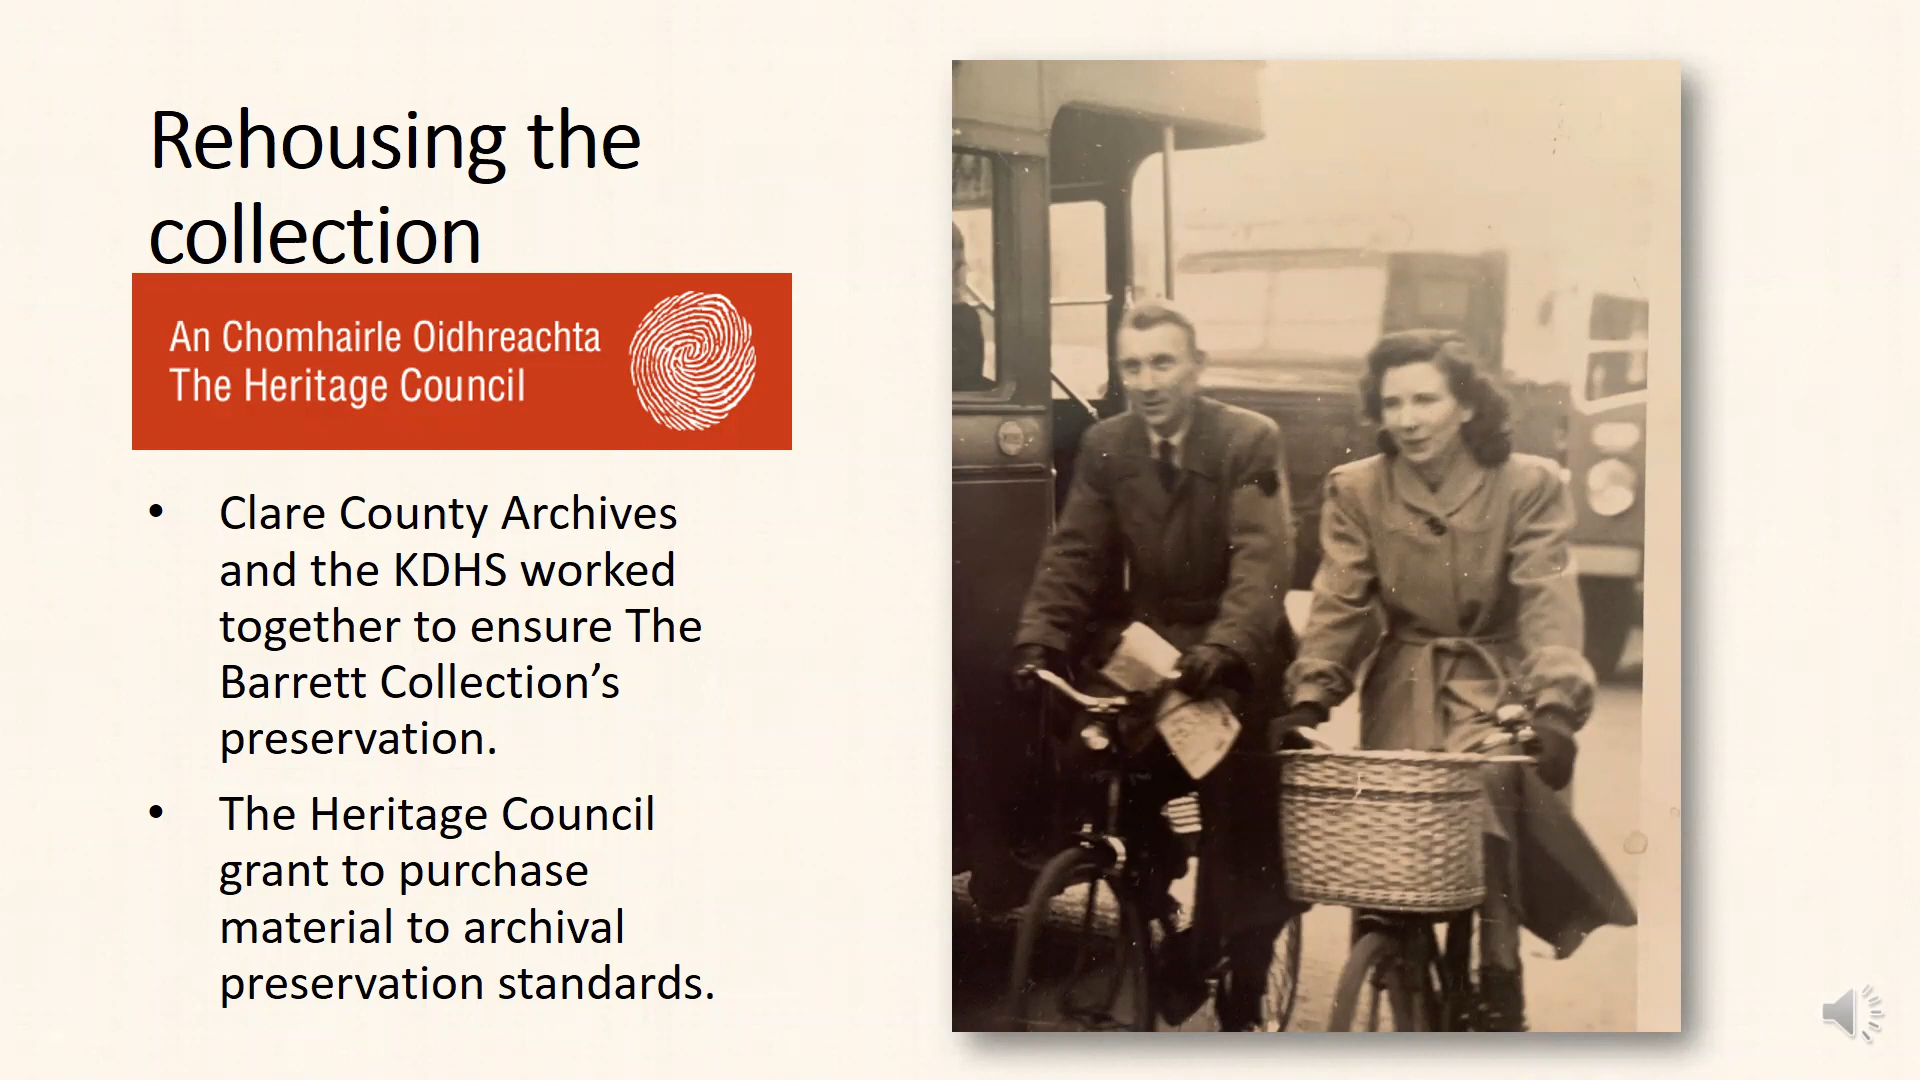 Rehousing the
collection
An Chomhairle Oidhreachta
The Heritage Council
• Clare County Archives
and the KDHS worked
together to ensure The
Barrett Collection’s
preservation.
• The Heritage Council
grant to purchase
material to archival
preservation standards.